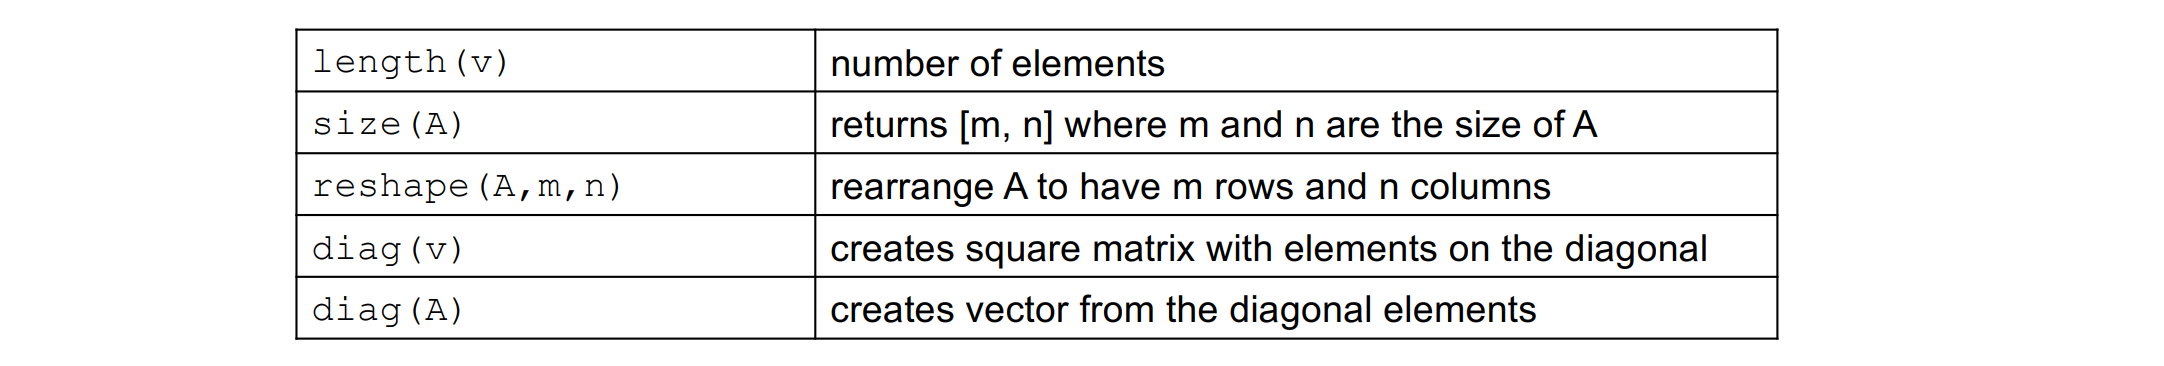 length(v) number of elements
size(A) returns [m, n] where m and n are the size of A
reshape(A,m,n) rearrange A to have m rows and n columns
diag(v) creates square matrix with elements on the diagonal
diag(A) creates vector from the diagonal elements